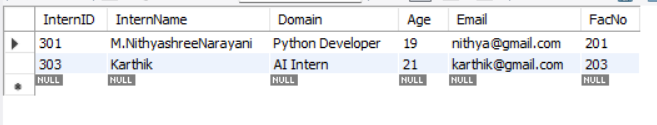 InternID InternName Domain Age Email FacNo
301 M.NithyashreeNarayani Python Developer 19 nithya@gmail.com 201
303 Karthik AI Intern 21 karthik@gmail.com 203
NULL NULL NULL NULL NULL NULL